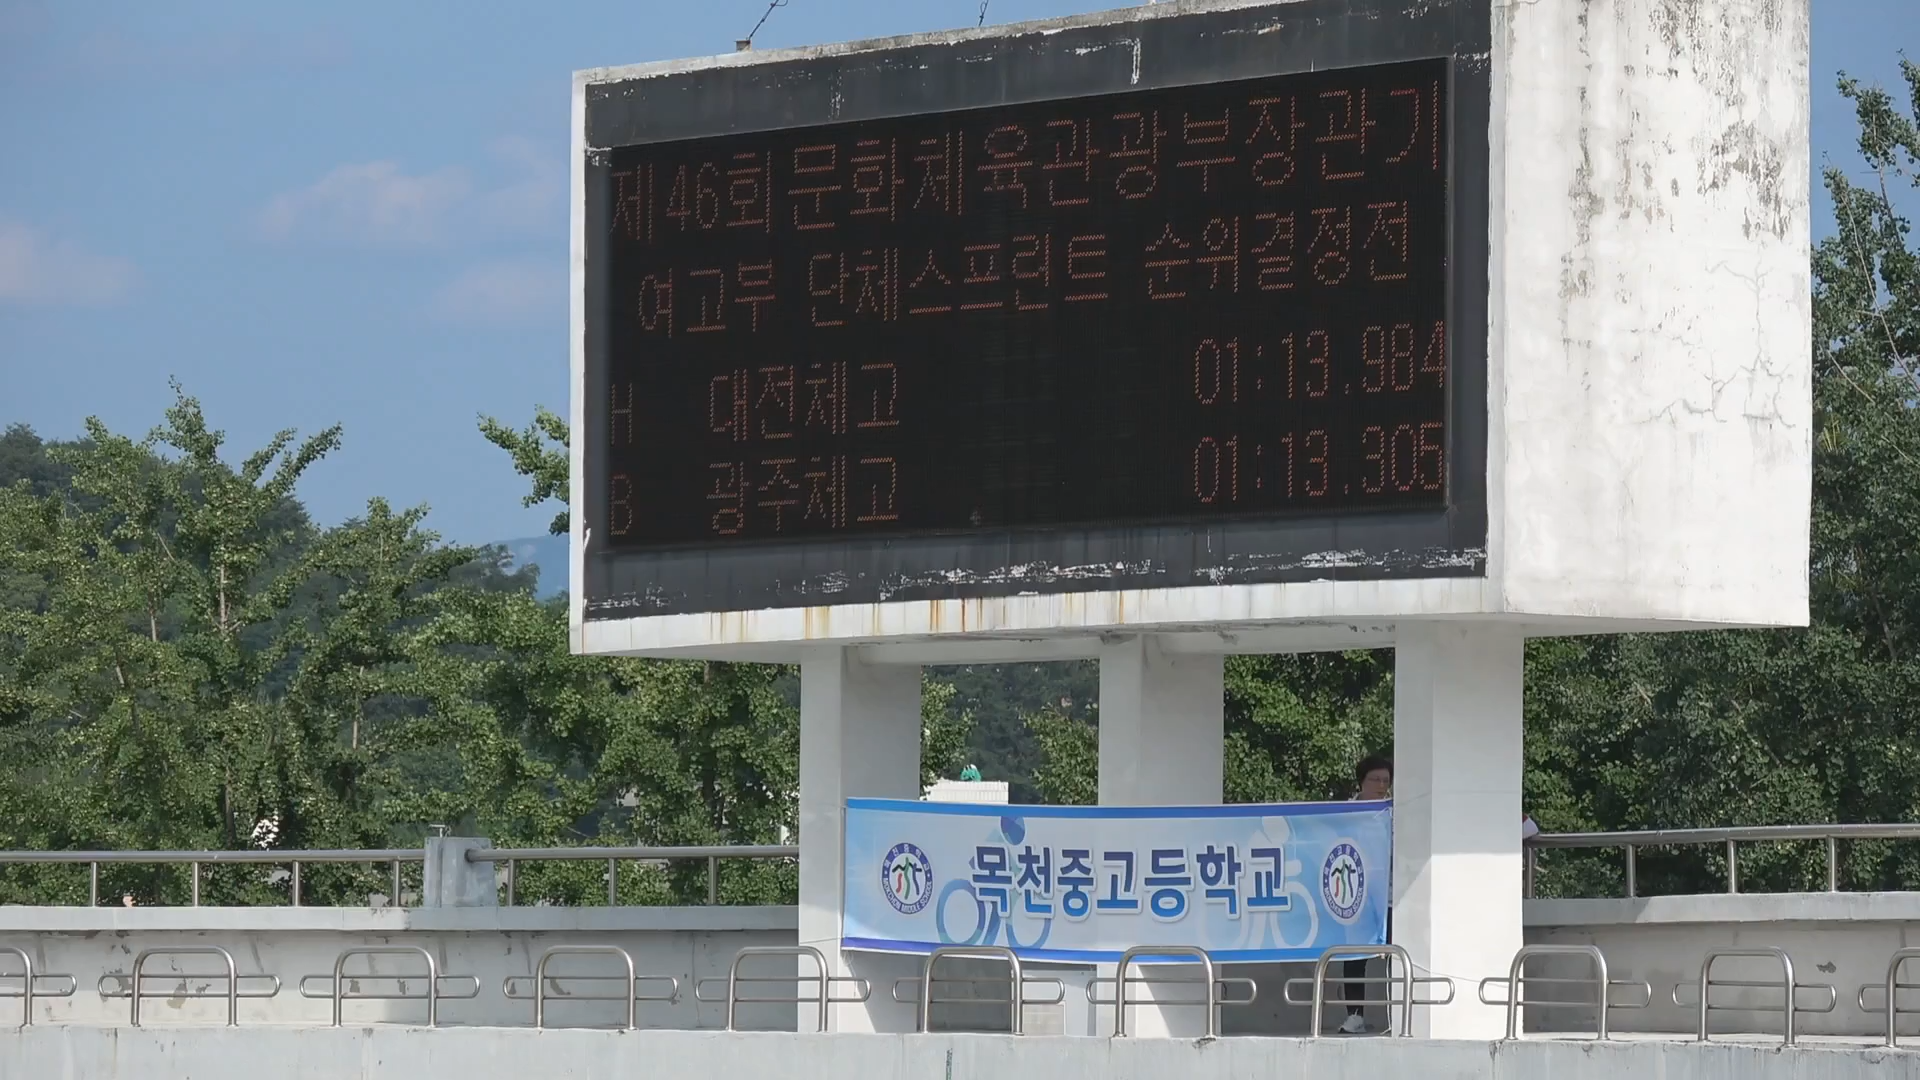 제46회문화체육관광부장관기
여고부 단체스프린트 순위결정전
H 대전체고 01:13.984
B 광주체고 01:13.305
목천중고등학교